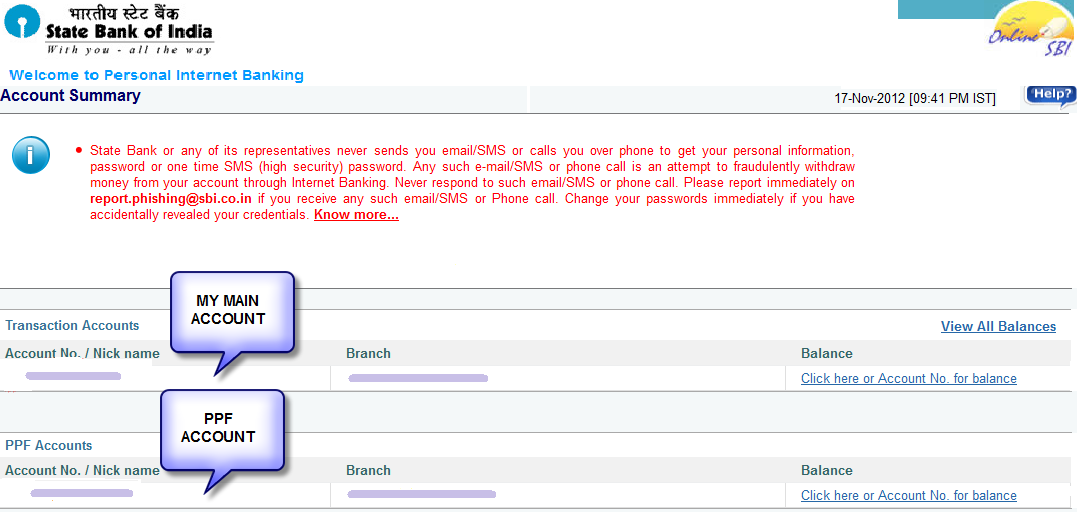 भारतीय स्टेट बैंक
State Bank of India
With you - all the way
Online SBI
Welcome to Personal Internet Banking
Account Summary
17-Nov-2012 [09:41 PM IST]
Help?
i
• State Bank or any of its representatives never sends you email/SMS or calls you over phone to get your personal information,
password or one time SMS (high security) password. Any such e-mail/SMS or phone call is an attempt to fraudulently withdraw
money from your account through Internet Banking. Never respond to such email/SMS or phone call. Please report immediately on
report.phishing@sbi.co.in if you receive any such email/SMS or Phone call. Change your passwords immediately if you have
accidentally revealed your credentials. Know more...
MY MAIN
ACCOUNT
Transaction Accounts
View All Balances
Account No. / Nick name Branch Balance
Click here or Account No. for balance
PPF
ACCOUNT
PPF Accounts
Account No. / Nick name Branch Balance
Click here or Account No. for balance